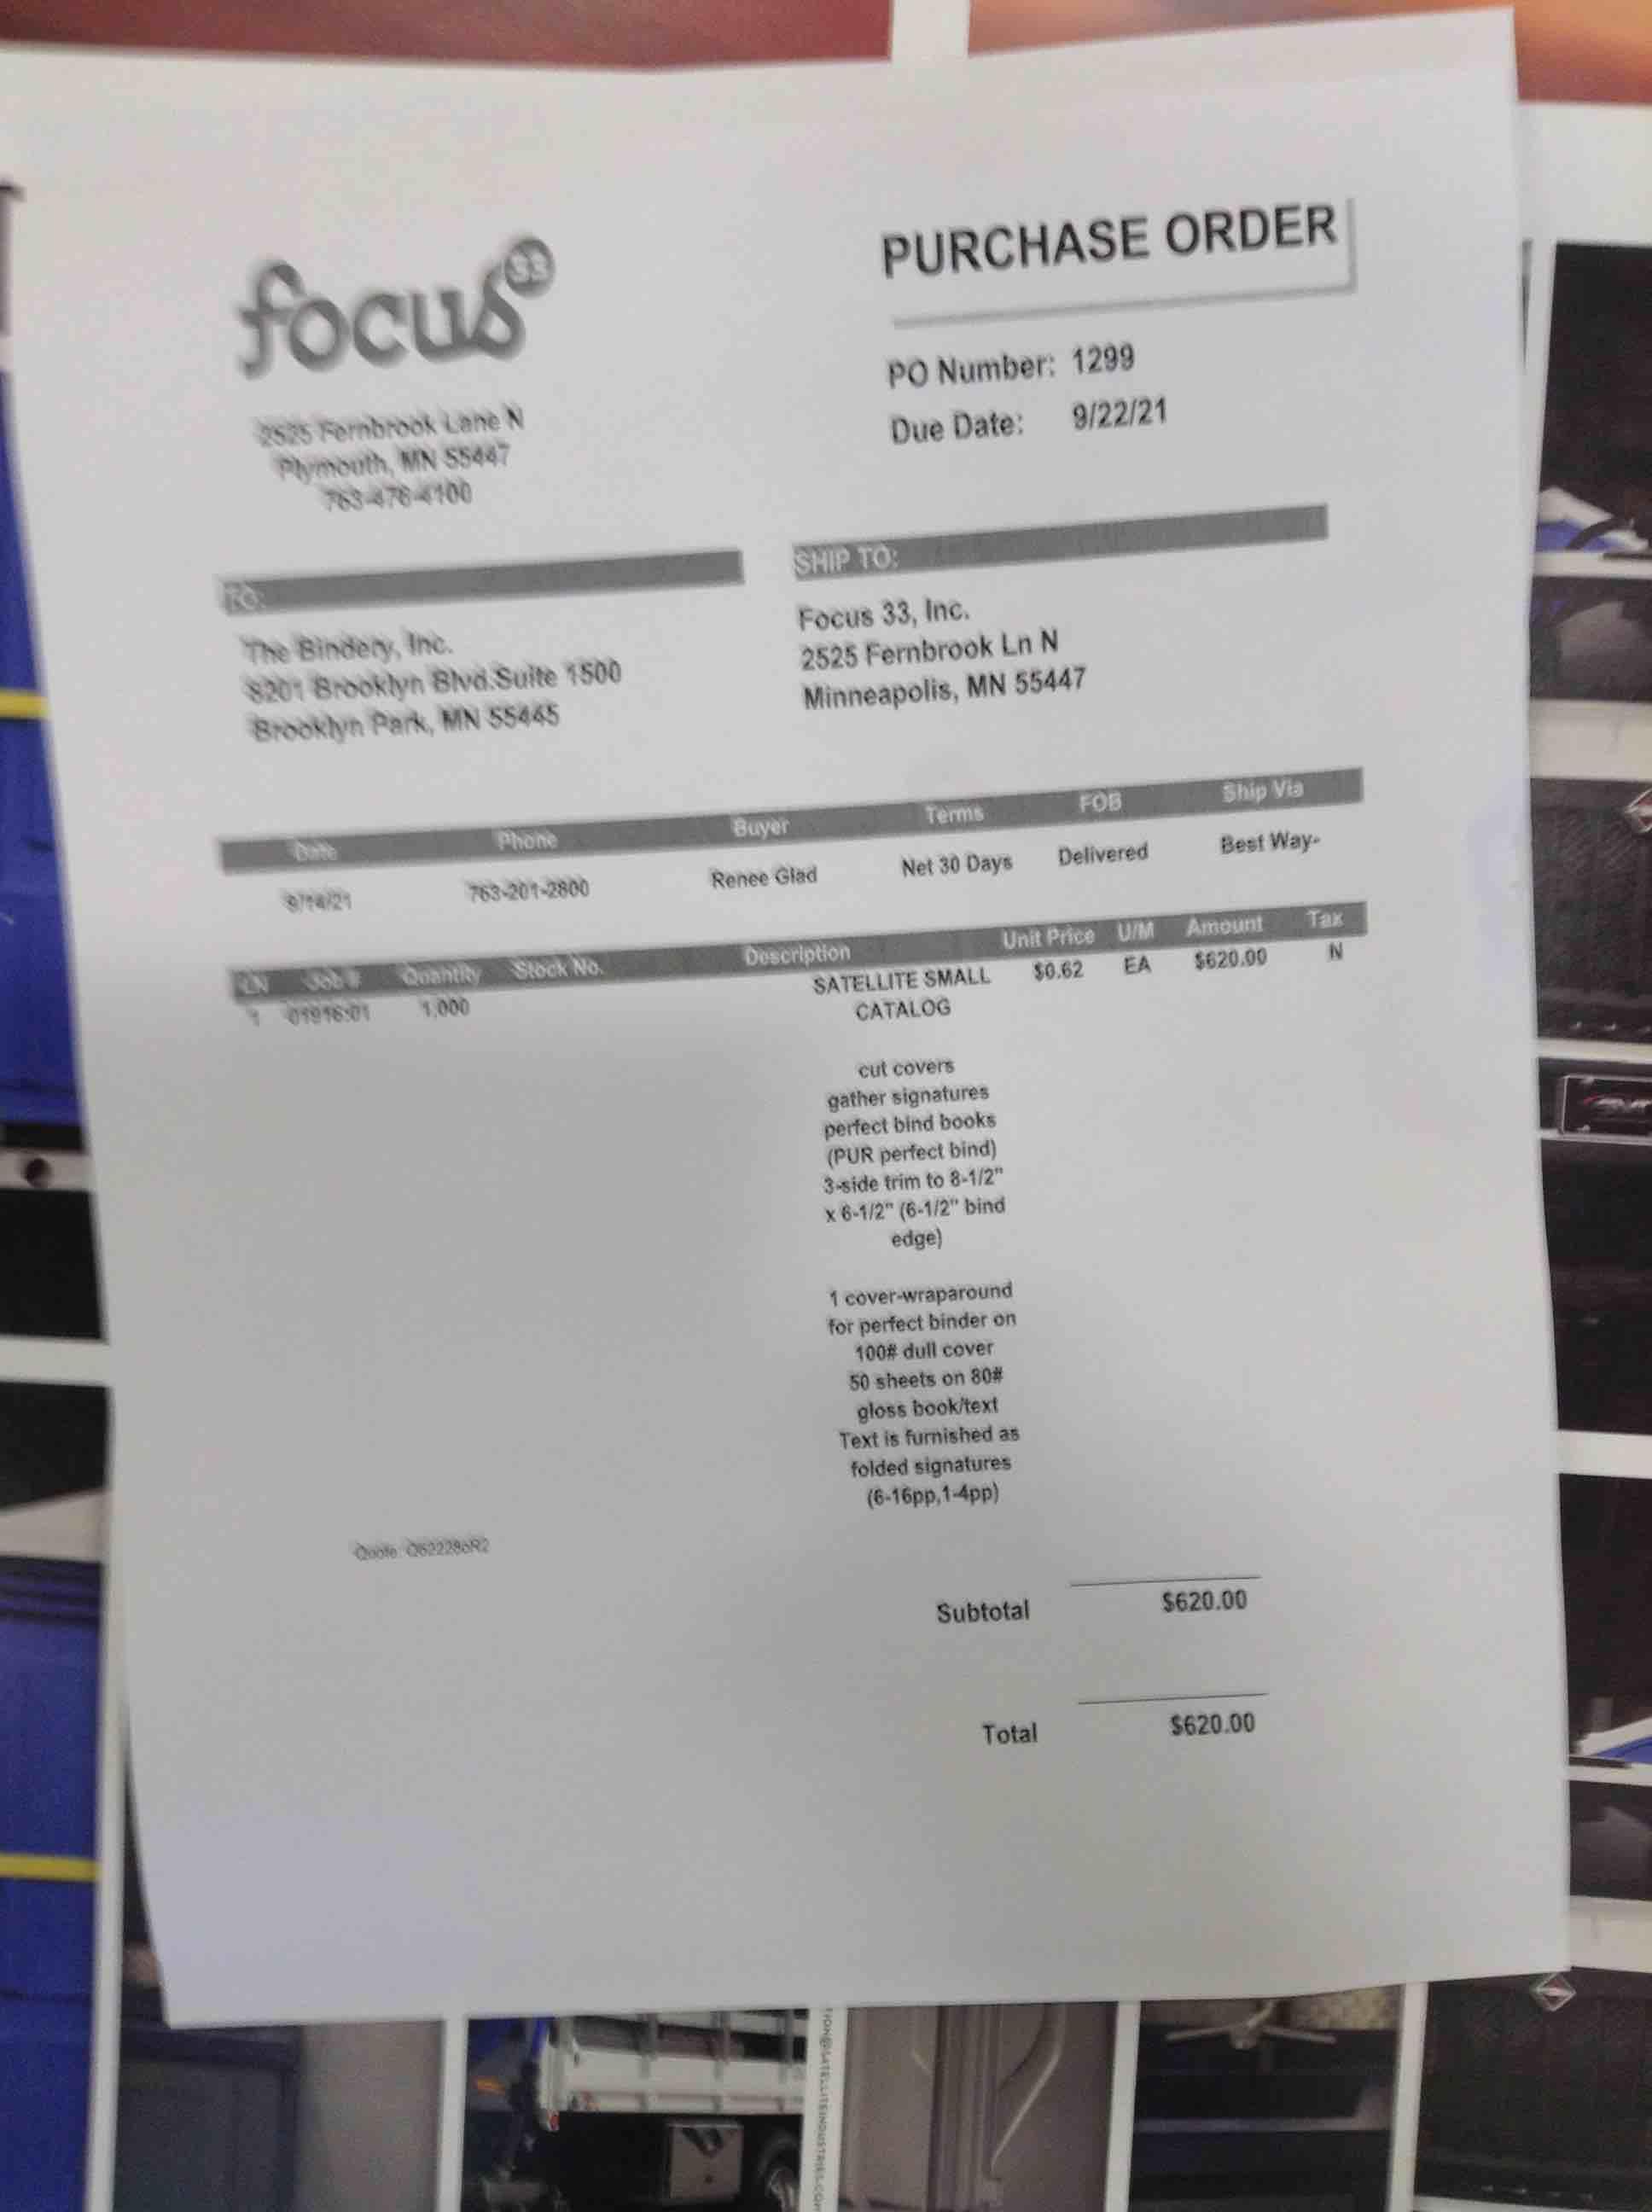 focus33
PURCHASE ORDER
2525 Fernbrook Lane N
Plymouth, MN 55447
763-476-4100
PO Number: 1299
Due Date: 9/22/21
TO:
The Bindery, Inc.
8201 Brooklyn Blvd.Suite 1500
Brooklyn Park, MN 55445
SHIP TO:
Focus 33, Inc.
2525 Fernbrook Ln N
Minneapolis, MN 55447
Date Phone Buyer Terms FOB Ship Via
9/14/21 763-201-2800 Renee Glad Net 30 Days Delivered Best Way-
LN Job # Quantity Stock No. Description Unit Price U/M Amount Tax
1 01916:01 1,000 SATELLITE SMALL $0.62 EA $620.00 N
CATALOG
cut covers
gather signatures
perfect bind books
(PUR perfect bind)
3-side trim to 8-1/2"
x 6-1/2" (6-1/2" bind
edge)
1 cover-wraparound
for perfect binder on
100# dull cover
50 sheets on 80#
gloss book/text
Text is furnished as
folded signatures
(6-16pp,1-4pp)
Quote:
Subtotal $620.00
Total $620.00